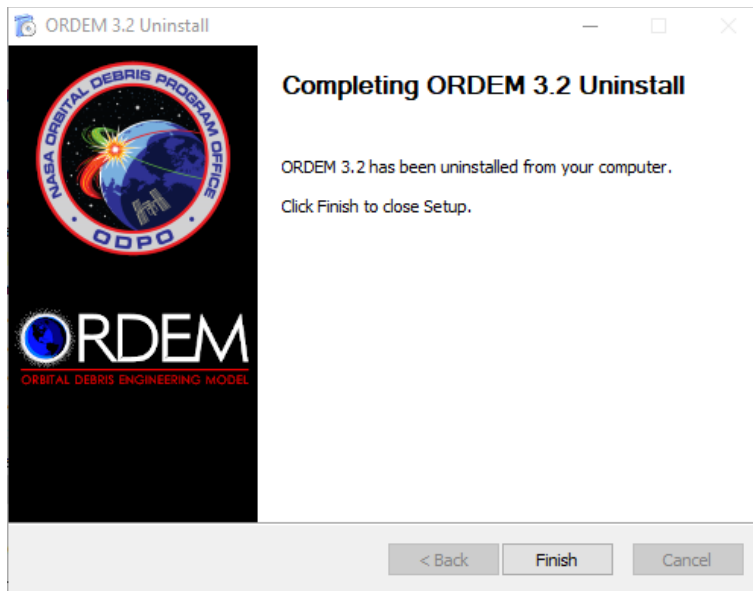 ORDEM 3.2 Uninstall
NASA ORBITAL DEBRIS PROGRAM OFFICE
ODPO
ORDEM
ORBITAL DEBRIS ENGINEERING MODEL
Completing ORDEM 3.2 Uninstall
ORDEM 3.2 has been uninstalled from your computer.
Click Finish to close Setup.
< Back
Finish
Cancel